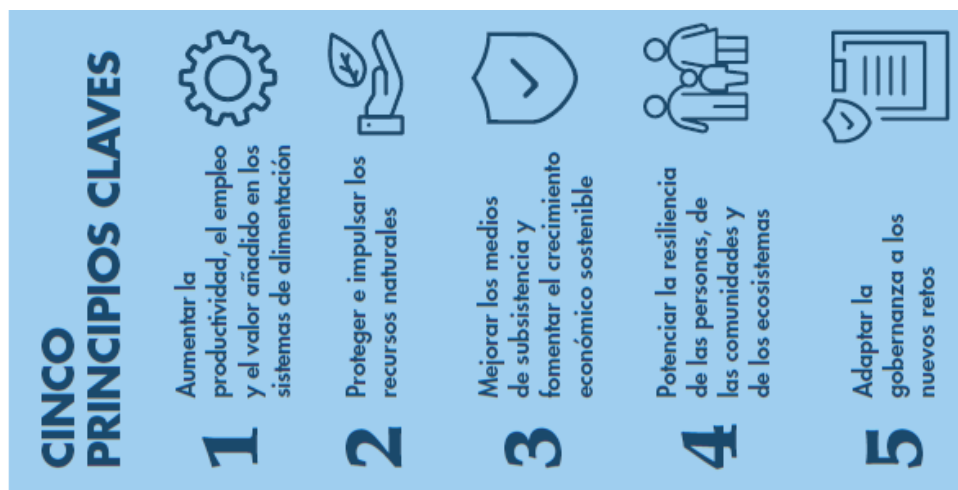 CINCO
PRINCIPIOS CLAVES
1
Aumentar la
productividad, el empleo
y el valor añadido en los
sistemas de alimentación
2
Proteger e impulsar los
recursos naturales
3
Mejorar los medios
de subsistencia y
fomentar el crecimiento
económico sostenible
4
Potenciar la resiliencia
de las personas, de
las comunidades y
de los ecosistemas
5
Adaptar la
gobernanza a los
nuevos retos